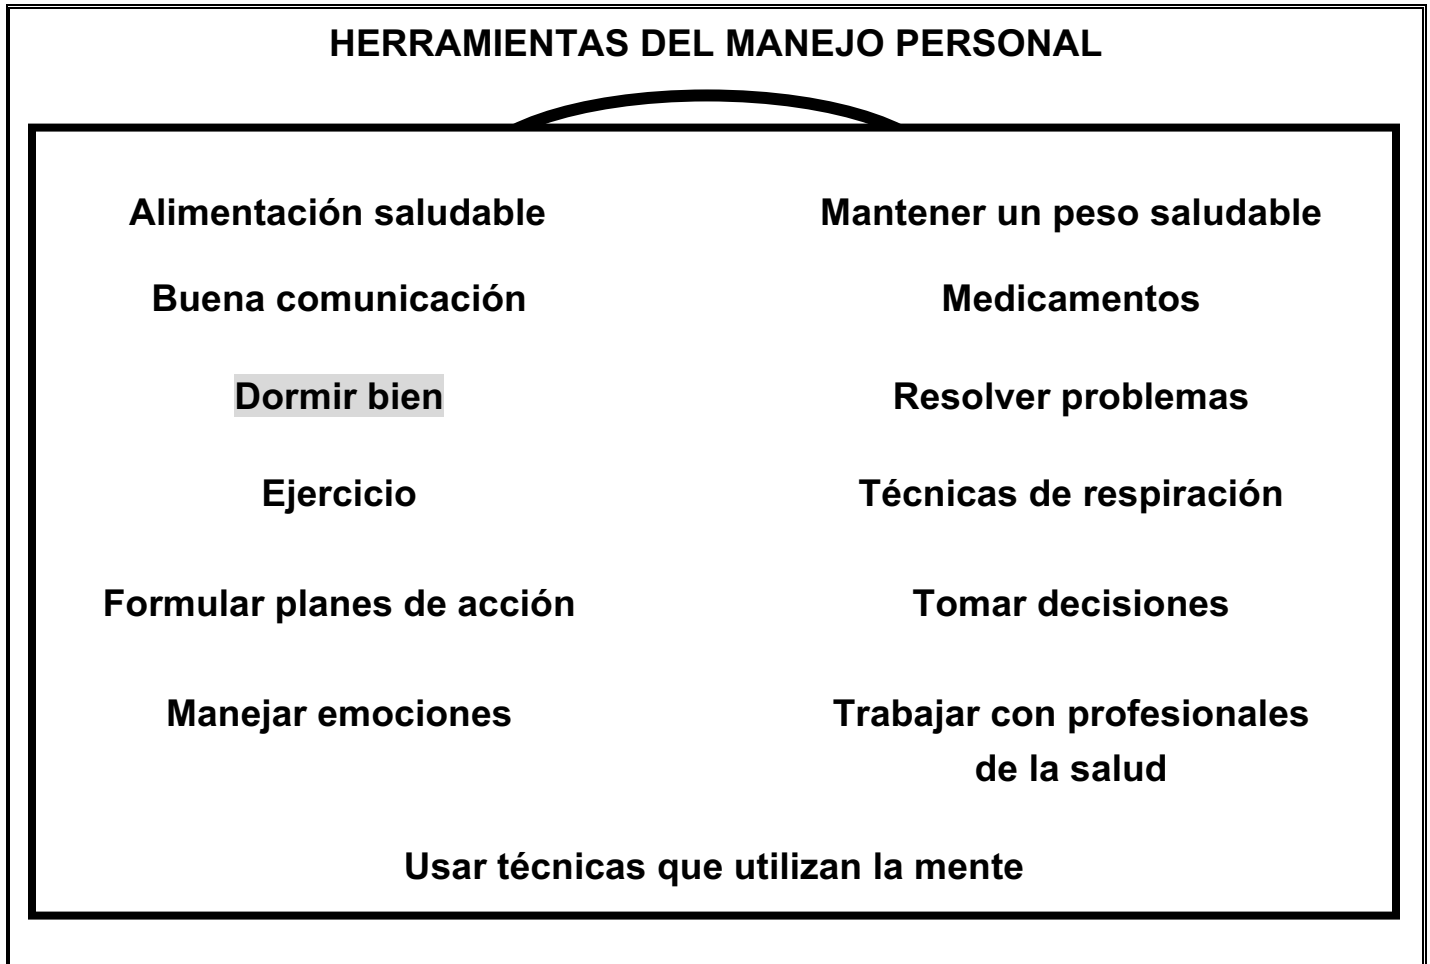 HERRAMIENTAS DEL MANEJO PERSONAL
Alimentación saludable
Mantener un peso saludable
Buena comunicación
Medicamentos
Dormir bien
Resolver problemas
Ejercicio
Técnicas de respiración
Formular planes de acción
Tomar decisiones
Manejar emociones
Trabajar con profesionales
de la salud
Usar técnicas que utilizan la mente